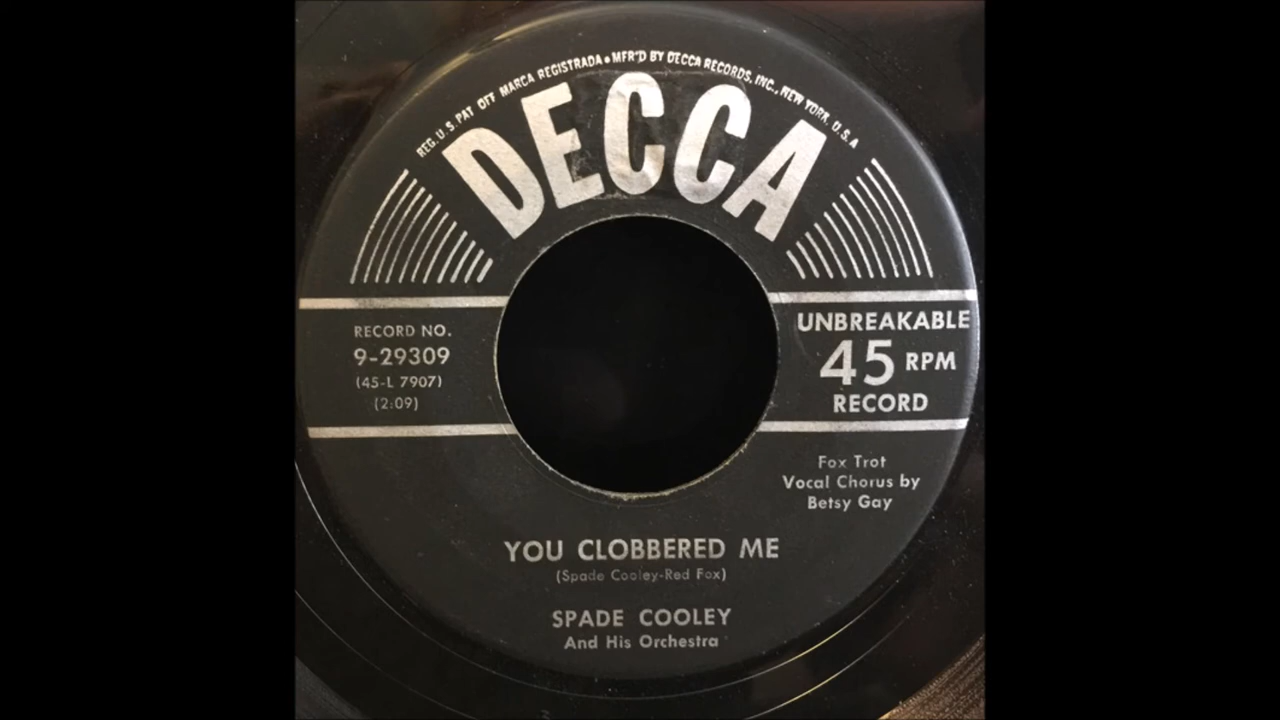 REG. U.S. PAT OFF MARCA REGISTRADA • MFR'D BY DECCA RECORDS, INC., NEW YORK, U.S.A
DECCA
RECORD NO.
9-29309
(45-L 7907)
(2:09)
UNBREAKABLE
45 RPM
RECORD
Fox Trot
Vocal Chorus by
Betsy Gay
YOU CLOBBERED ME
(Spade Cooley-Red Fox)
SPADE COOLEY
And His Orchestra